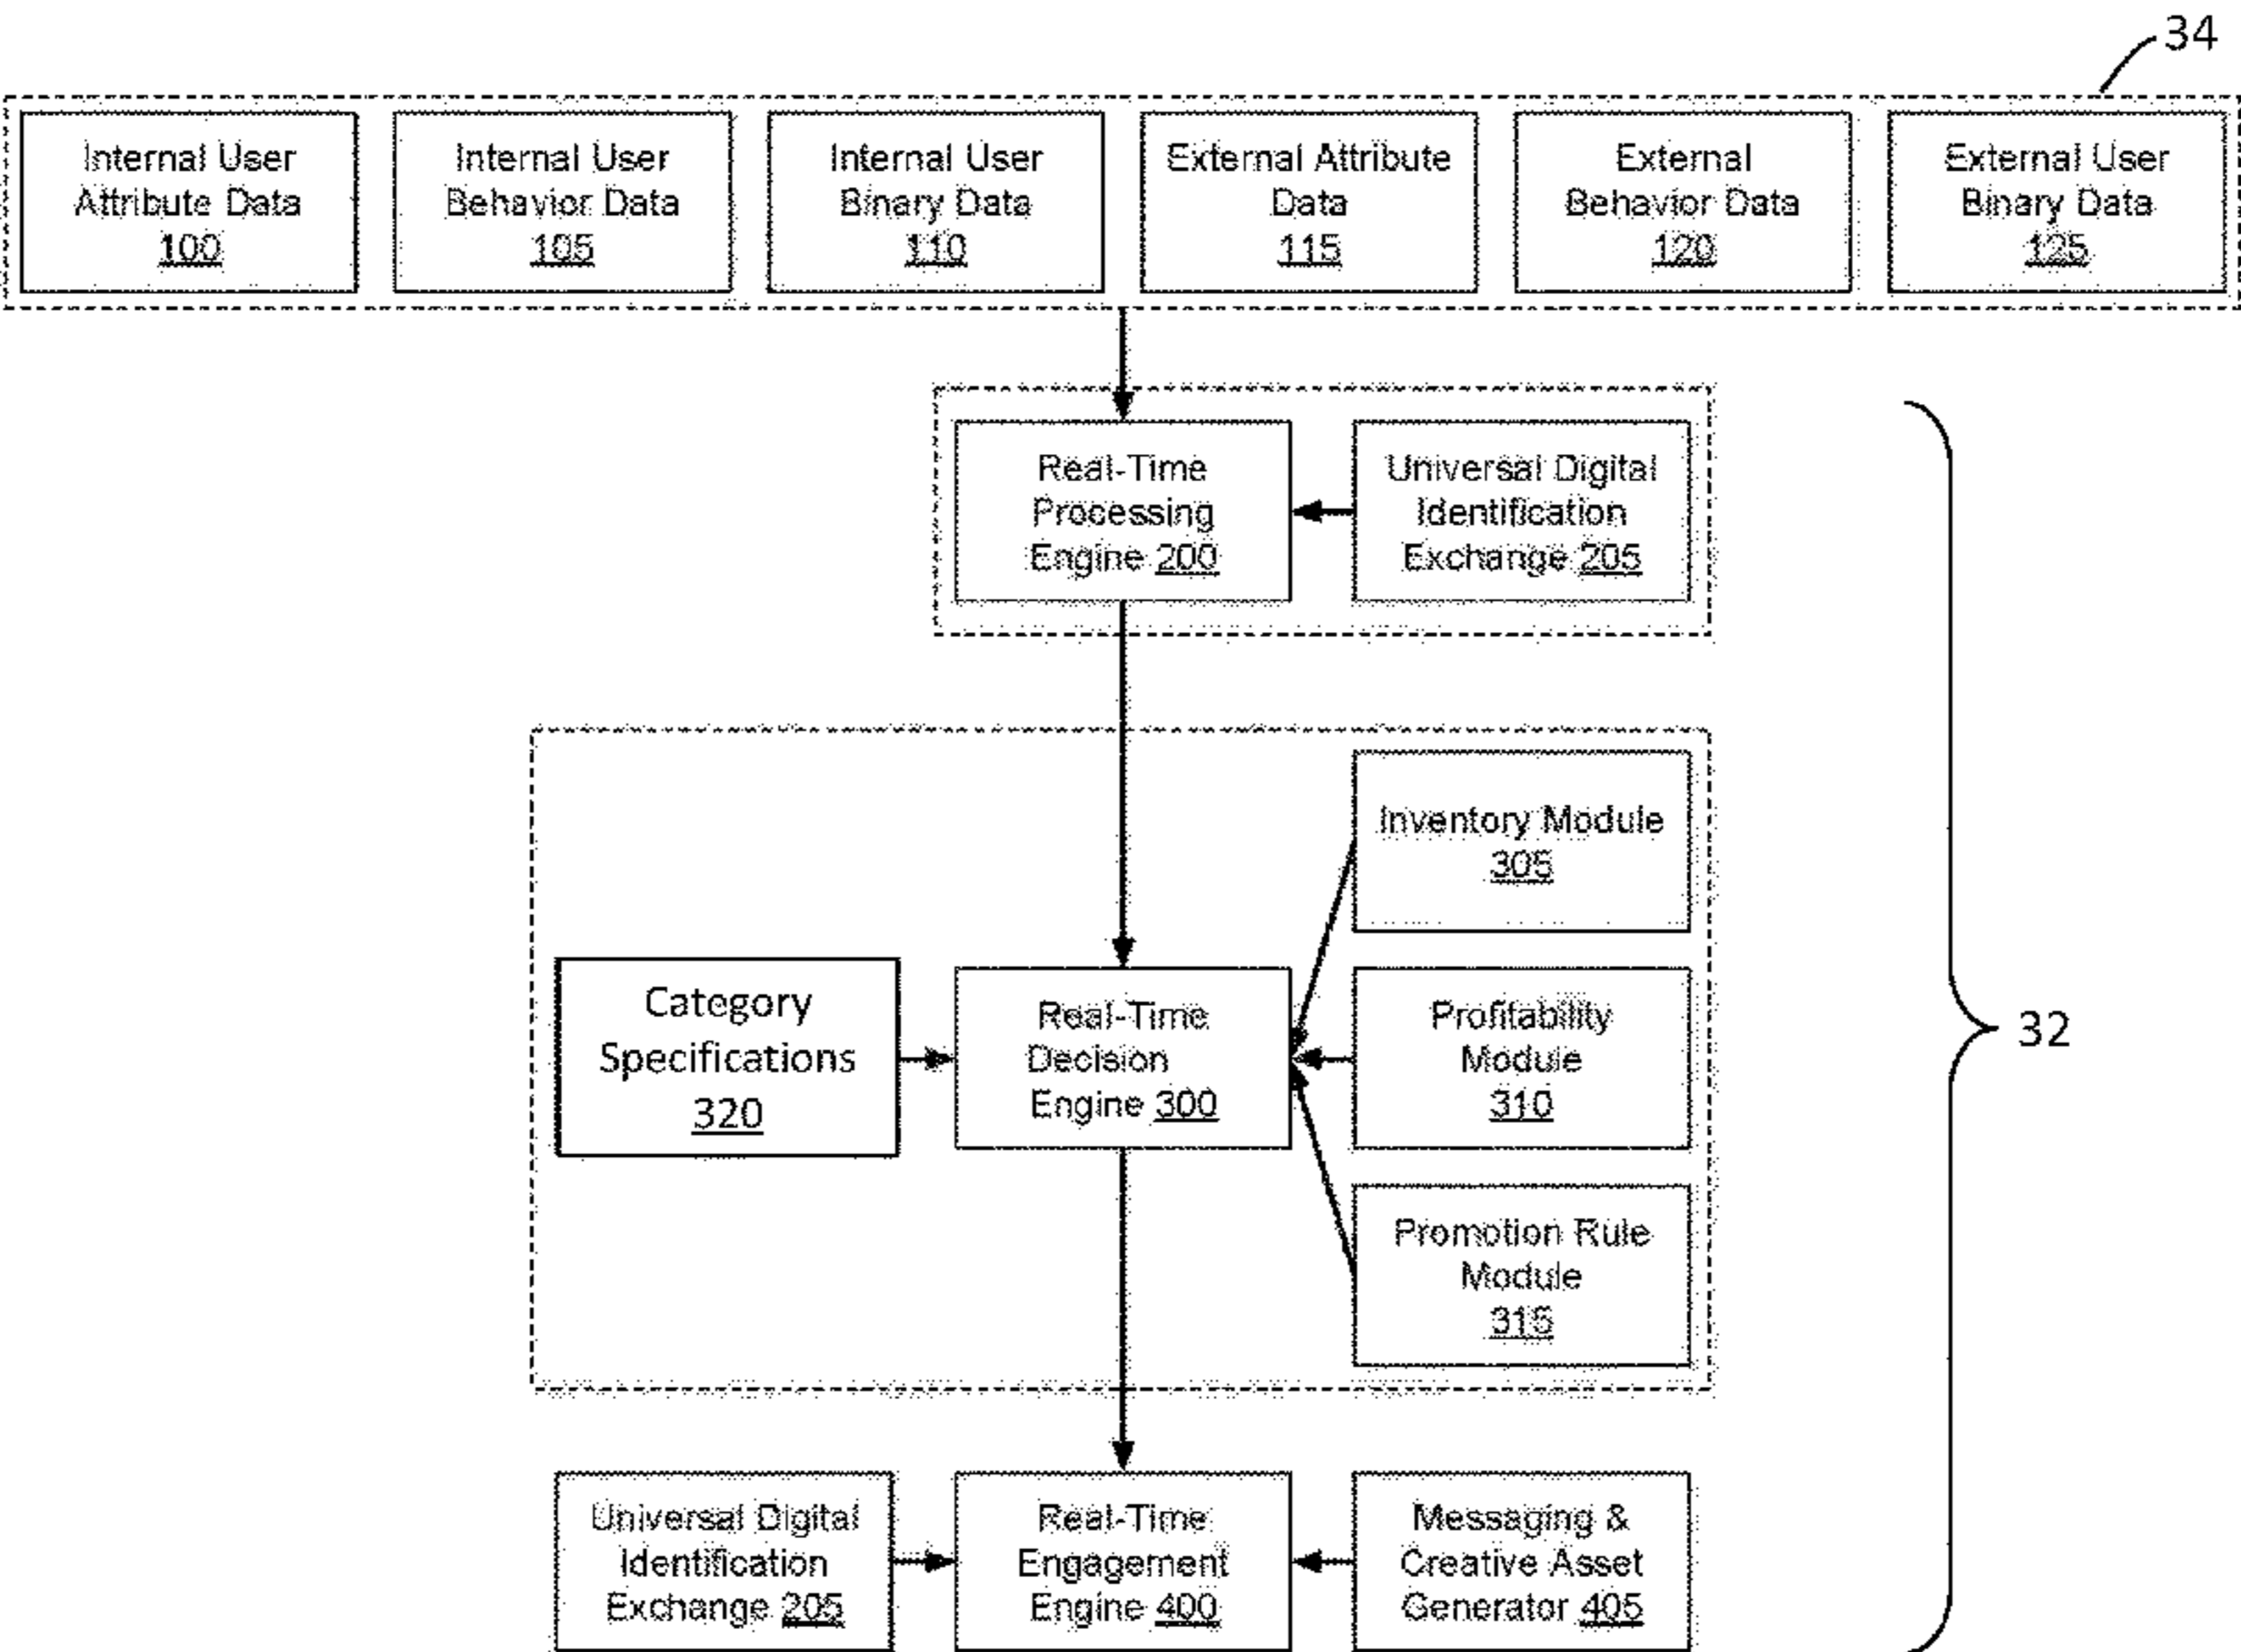 34
Internal User
Attribute Data
100
Internal User
Behavior Data
105
Internal User
Binary Data
110
External Attribute
Data
115
External
Behavior Data
120
External User
Binary Data
125
Real-Time
Processing
Engine 200
Universal Digital
Identification
Exchange 205
Inventory Module
305
Category
Specifications
320
Real-Time
Decision
Engine 300
Profitability
Module
310
32
Promotion Rule
Module
315
Universal Digital
Identification
Exchange 205
Real-Time
Engagement
Engine 400
Messaging &
Creative Asset
Generator 405